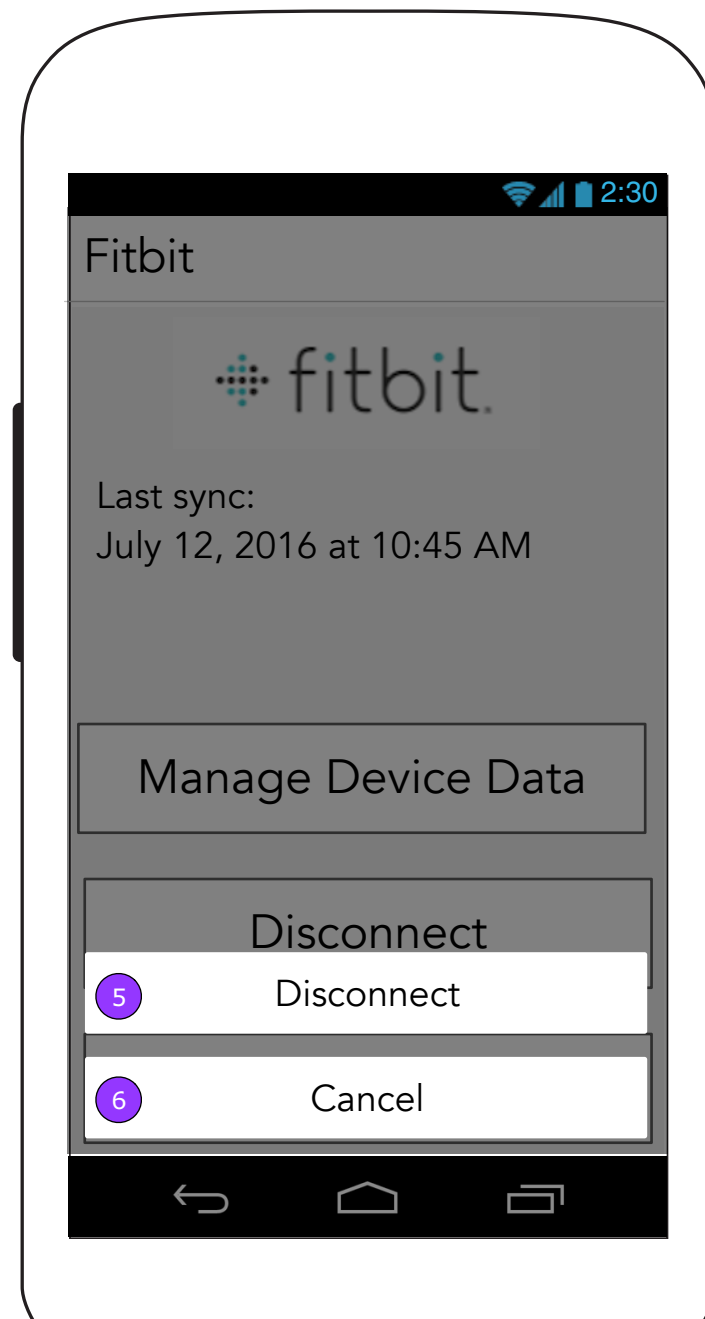 2:30
Fitbit
fitbit.
Last sync:
July 12, 2016 at 10:45 AM
Manage Device Data
Disconnect
5 Disconnect
6 Cancel